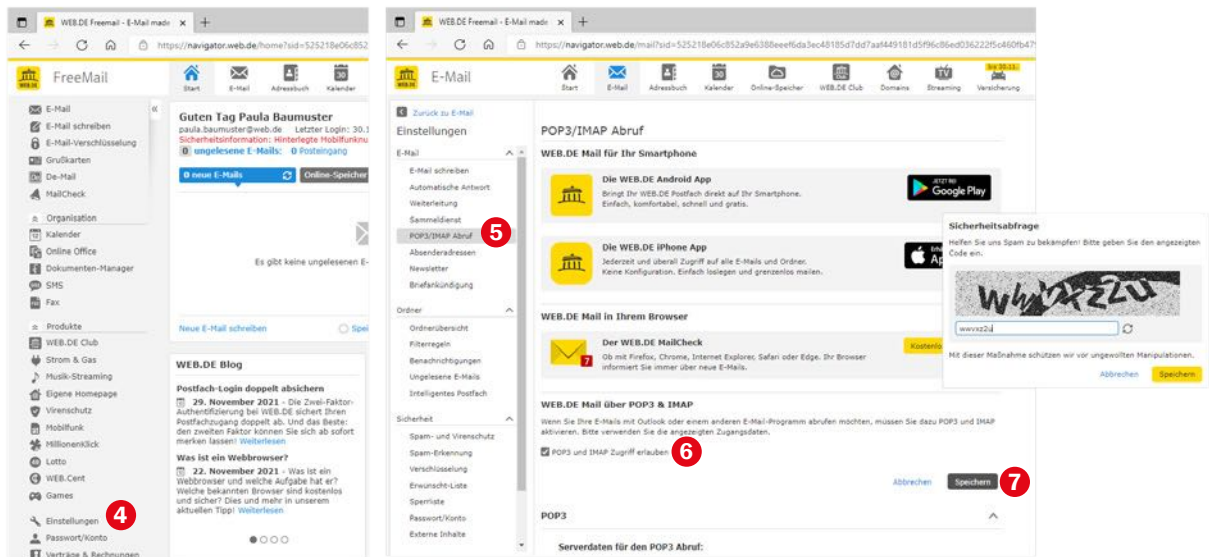 WEB.DE Freemail - E-Mail made
https://navigator.web.de/home?sid=525218e06c852
WEB.DE
FreeMail
Start
E-Mail
Adressbuch
30
Kalender
E-Mail
E-Mail schreiben
E-Mail-Verschlüsselung
Grußkarten
De-Mail
MailCheck
Organisation
Kalender
Online Office
Dokumenten-Manager
SMS
Fax
Produkte
WEB.DE Club
Strom & Gas
Musik-Streaming
Eigene Homepage
Virenschutz
Mobilfunk
MillionenKlick
Lotto
WEB.Cent
Games
Einstellungen
4
Passwort/Konto
Verträge & Rechnungen
Guten Tag Paula Baumuster
paula.baumuster@web.de Letzter Login: 30.1
Sicherheitsinformation: Hinterlegte Mobilfunknu
0 ungelesene E-Mails: 0 Posteingang
0 neue E-Mails
Online-Speicher
Es gibt keine ungelesenen E-
Neue E-Mail schreiben
Spei
WEB.DE Blog
Postfach-Login doppelt absichern
29. November 2021 - Die Zwei-Faktor-
Authentifizierung bei WEB.DE sichert Ihren
Postfachzugang doppelt ab. Und das Beste:
den zweiten Faktor können Sie sich ab sofort
merken lassen! Weiterlesen
Was ist ein Webbrowser?
22. November 2021 - Was ist ein
Webbrowser und welche Aufgabe hat er?
Welche bekannten Browser sind kostenlos
und sicher? Dies und mehr in unserem
aktuellen Tipp! Weiterlesen
WEB.DE Freemail - E-Mail made
https://navigator.web.de/mail?sid=
WEB.DE
E-Mail
Start
E-Mail
Adressbuch
30
Kalender
Online-Speicher
WEB.DE Club
Domains
TV
Streaming
bis 30.11.
Versicherung
Zurück zu E-Mail
Einstellungen
E-Mail
E-Mail schreiben
Automatische Antwort
Weiterleitung
Sammeldienst
POP3/IMAP Abruf
5
Absenderadressen
Newsletter
Briefankündigung
Ordner
Ordnerübersicht
Filterregeln
Benachrichtigungen
Ungelesene E-Mails
Intelligentes Postfach
Sicherheit
Spam- und Virenschutz
Spam-Erkennung
Verschlüsselung
Erwünscht-Liste
Sperrliste
Passwort/Konto
Externe Inhalte
POP3/IMAP Abruf
WEB.DE Mail für Ihr Smartphone
Die WEB.DE Android App
Bringt Ihr WEB.DE Postfach direkt auf Ihr Smartphone.
Einfach, komfortabel, schnell und gratis.
JETZT BEI
Google Play
Die WEB.DE iPhone App
Jederzeit und überall Zugriff auf alle E-Mails und Ordner.
Keine Konfiguration. Einfach loslegen und grenzenlos mailen.
WEB.DE Mail in Ihrem Browser
7
Der WEB.DE MailCheck
Ob mit Firefox, Chrome, Internet Explorer, Safari oder Edge. Ihr Browser
informiert Sie immer über neue E-Mails.
Kostenlo
WEB.DE Mail über POP3 & IMAP
Wenn Sie Ihre E-Mails mit Outlook oder einem anderen E-Mail-Programm abrufen möchten, müssen Sie dazu POP3 und IMAP
aktivieren. Bitte verwenden Sie die angezeigten Zugangsdaten.
POP3 und IMAP Zugriff erlauben
6
Abbrechen
Speichern
7
POP3
Serverdaten für den POP3 Abruf:
Sicherheitsabfrage
Helfen Sie uns Spam zu bekämpfen! Bitte geben Sie den angezeigten
Code ein.
wwvxz2u
Mit dieser Maßnahme schützen wir vor ungewollten Manipulationen.
Abbrechen
Speichern